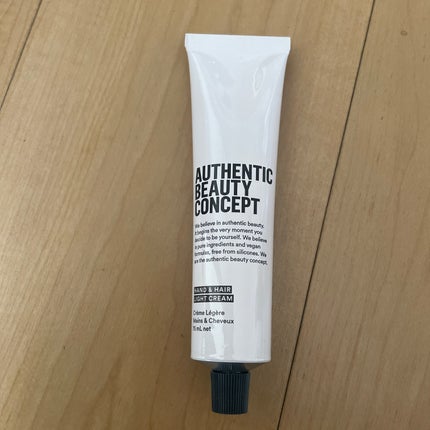 AUTHENTIC
BEAUTY
CONCEPT
We believe in authentic beauty.
It begins the very moment you
decide to be yourself. We believe
in pure ingredients and vegan
formulas, free from silicones. We
are the authentic beauty concept.
HAND & HAIR
LIGHT CREAM
Crème Légère
Mains & Cheveux
75 mL net